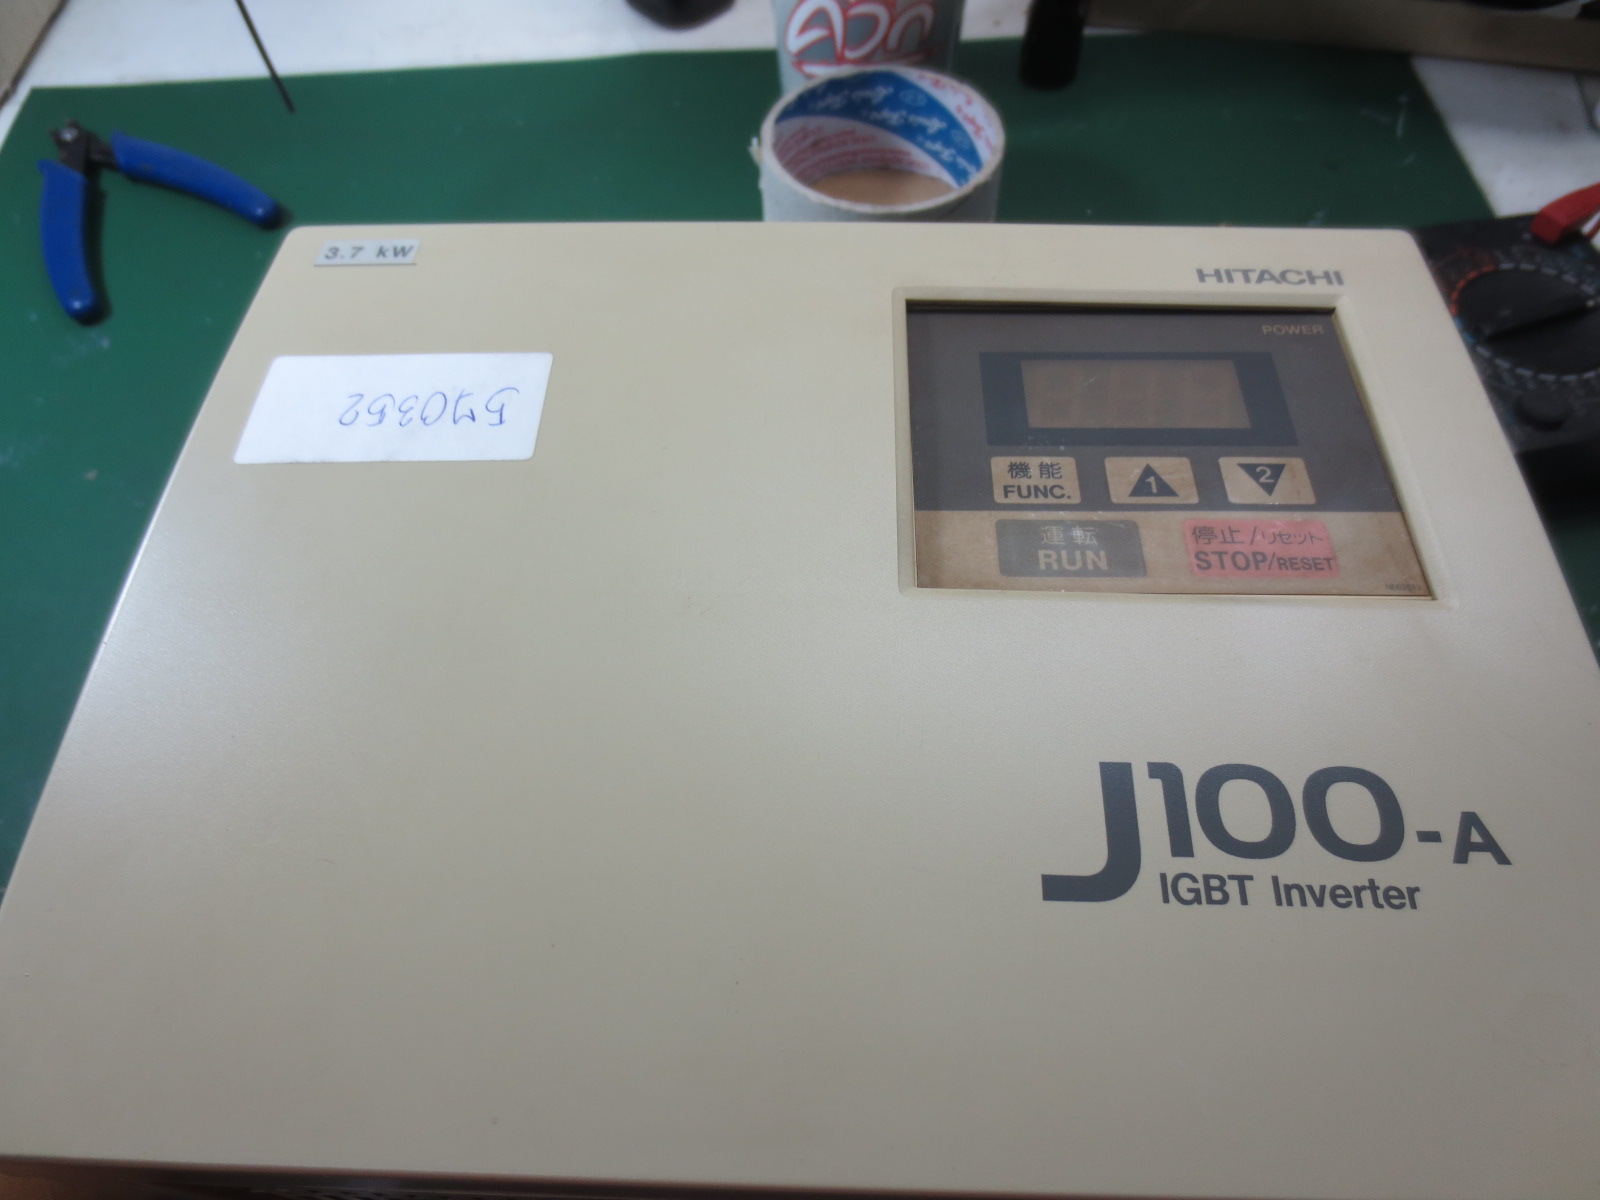 3.7 kW
HITACHI
POWER
570352
機能
FUNC.
1
2
運転
RUN
停止/リセット
STOP/RESET
J100-A
IGBT Inverter